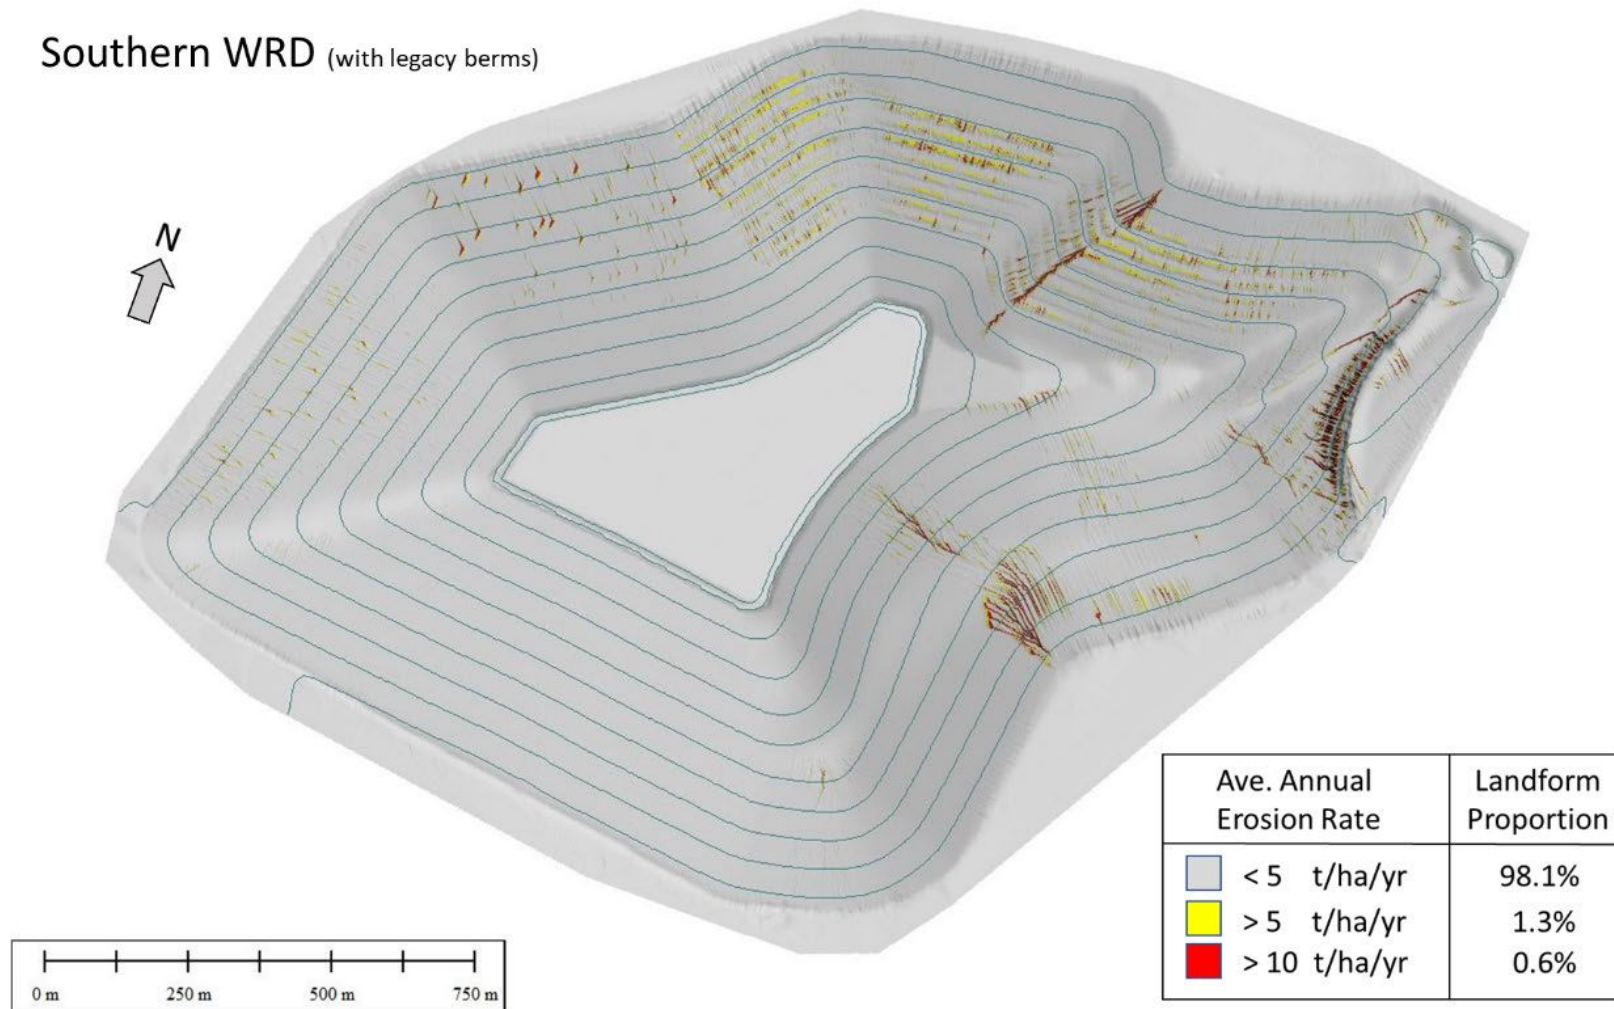 Southern WRD (with legacy berms)
N
Ave. Annual Erosion Rate
Landform Proportion
< 5 t/ha/yr 98.1%
> 5 t/ha/yr 1.3%
> 10 t/ha/yr 0.6%
0 m 250 m 500 m 750 m